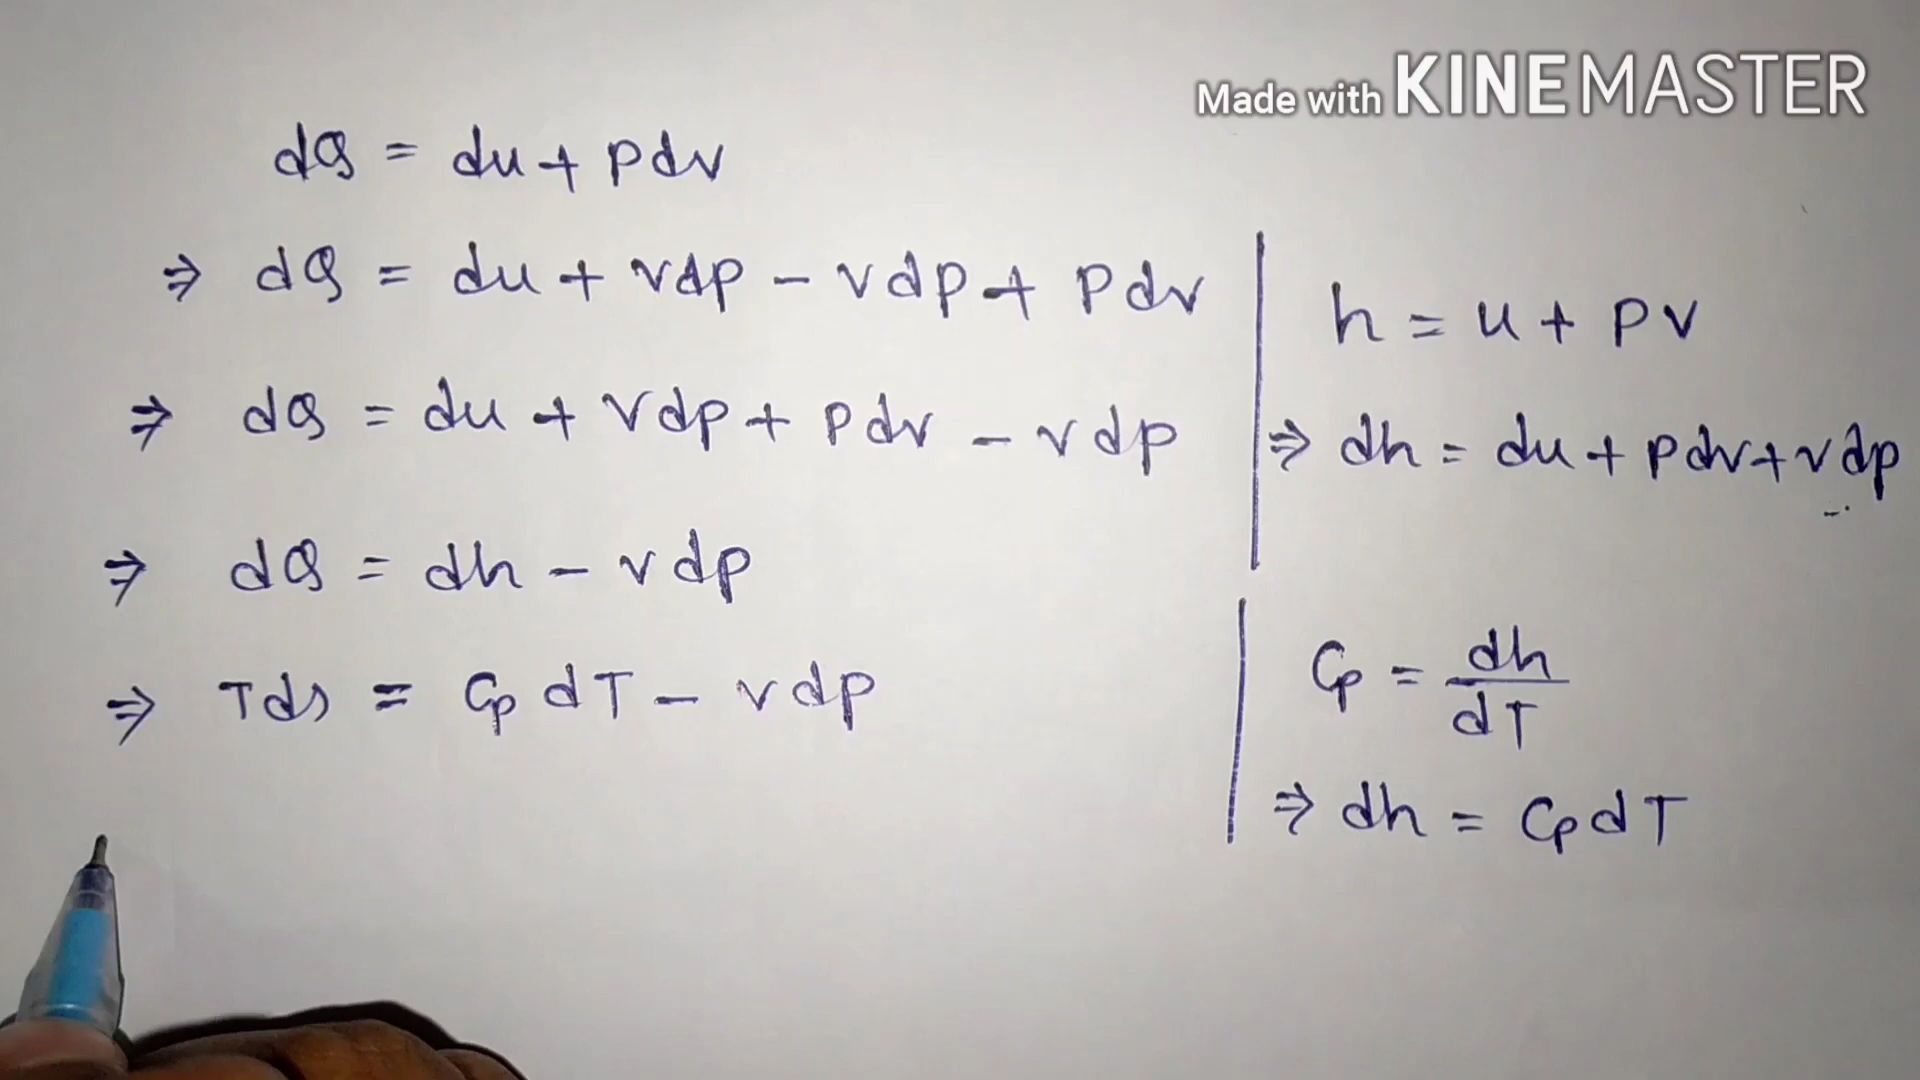 Made with KINEMASTER
dQ = du + pdv
⇒ dQ = du + vdp - vdp + pdv
⇒ dQ = du + vdp + pdv - vdp
⇒ dQ = dh - vdp
⇒ Tds = Cp dT - vdp
h = u + pv
⇒ dh = du + pdv + vdp
Cp = dh/dT
⇒ dh = Cp dT